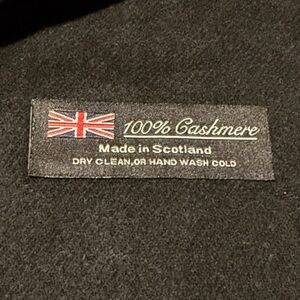 100% Cashmere
Made in Scotland
DRY CLEAN,OR HAND WASH COLD